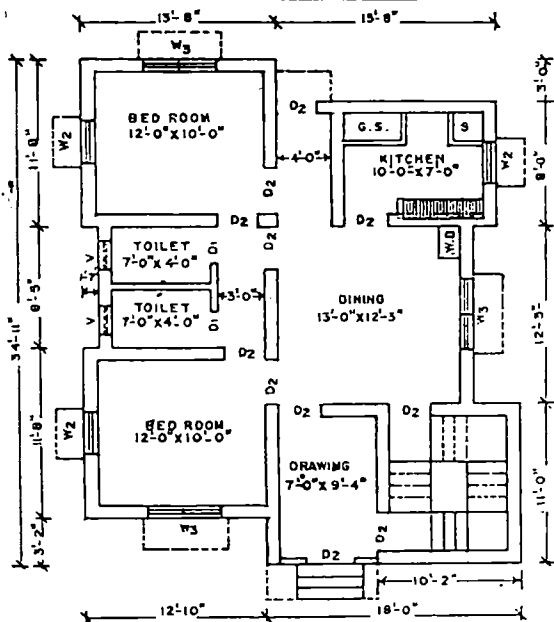 13'-8" 15'-8"
W3
BED ROOM
12'-0"X10'-0"
W2
11'-8"
D2
4'-0"
G.S. S
KITCHEN
10'-0"X7'-0"
W2
3'-0"
8'-0"
D2
D2 D2 D2
TOILET
7'-0"X4'-0"
V
D1
W.B
8'-5"
34'-11"
3'-0"
DINING
13'-0"X12'-3"
W3
12'-3"
TOILET
7'-0"X4'-0"
V
D1
D2
D2
BED ROOM
12'-0"X10'-0"
W2
11'-8"
D2 D2
DRAWING
7'-0"X9'-4"
11'-0"
D2
W3
3'-2"
D2
10'-2"
12'-10" 18'-0"